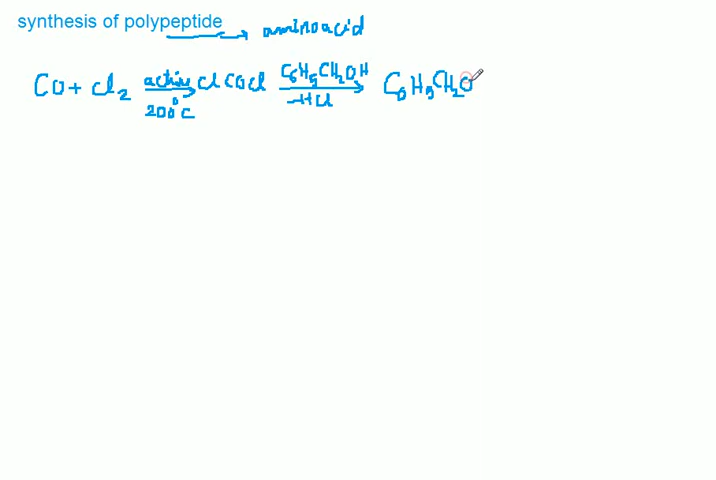 synthesis of polypeptide → aminoacid
CO + Cl₂ active 200°C → ClCOCl C₆H₅CH₂OH -HCl → C₆H₅CH₂O